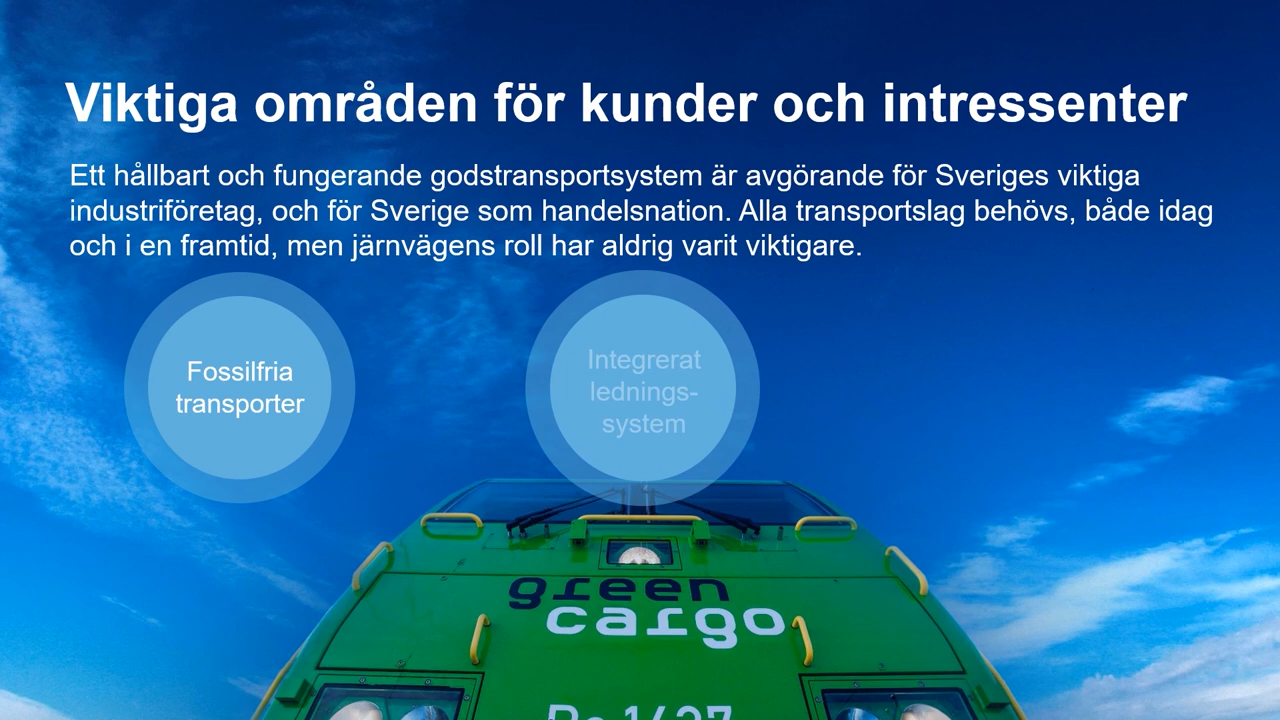 Viktiga områden för kunder och intressenter
Ett hållbart och fungerande godstransportsystem är avgörande för Sveriges viktiga
industriföretag, och för Sverige som handelsnation. Alla transportslag behövs, både idag
och i en framtid, men järnvägens roll har aldrig varit viktigare.
Fossilfria
transporter
Integrerat
lednings-
system
green
cargo